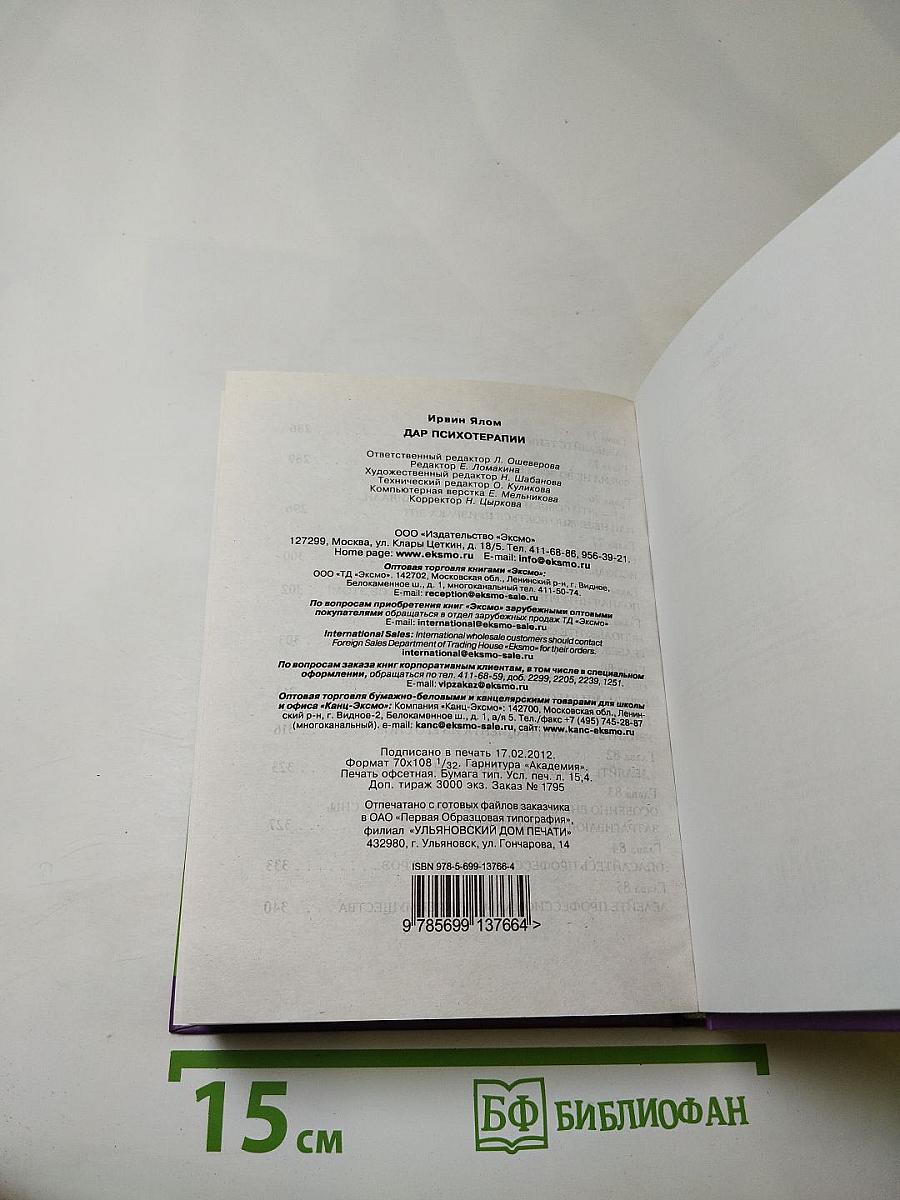 Ирвин Ялом
ДАР ПСИХОТЕРАПИИ
Ответственный редактор Л. Ошеверова
Редактор Е. Ломакина
Художественный редактор Н. Шабанова
Технический редактор О. Куликова
Компьютерная верстка Е. Мельникова
Корректор Н. Цыркова
ООО «Издательство «Эксмо»
127299, Москва, ул. Клары Цеткин, д. 18/5. Тел. 411-68-86, 956-39-21.
Home page: www.eksmo.ru E-mail: info@eksmo.ru
Оптовая торговля книгами «Эксмо»:
ООО «ТД «Эксмо». 142702, Московская обл., Ленинский р-н, г. Видное,
Белокаменное ш., д. 1, многоканальный тел. 411-50-74.
E-mail: reception@eksmo-sale.ru
По вопросам приобретения книг «Эксмо» зарубежными оптовыми
покупателями обращаться в отдел зарубежных продаж ТД «Эксмо»
E-mail: international@eksmo-sale.ru
International Sales: International wholesale customers should contact
Foreign Sales Department of Trading House «Eksmo» for their orders.
international@eksmo-sale.ru
По вопросам заказа книг корпоративным клиентам, в том числе в специальном
оформлении, обращаться по тел. 411-68-59, доб. 2299, 2205, 2239, 1251.
E-mail: vipzakaz@eksmo.ru
Оптовая торговля бумажно-беловыми и канцелярскими товарами для школы
и офиса «Канц-Эксмо»: Компания «Канц-Эксмо»: 142700, Московская обл., Ленин-
ский р-н, г. Видное-2, Белокаменное ш., д. 1, а/я 5. Тел./факс +7 (495) 745-28-87
(многоканальный). e-mail: kanc@eksmo-sale.ru, сайт: www.kanc-eksmo.ru
Подписано в печать 17.02.2012.
Формат 70x108 1/32. Гарнитура «Академия».
Печать офсетная. Бумага тип. Усл. печ. л. 15,4.
Доп. тираж 3000 экз. Заказ № 1795
Отпечатано с готовых файлов заказчика
в ОАО «Первая Образцовая типография»,
филиал «УЛЬЯНОВСКИЙ ДОМ ПЕЧАТИ»
432980, г. Ульяновск, ул. Гончарова, 14
ISBN 978-5-699-13766-4
9 785699 137664 >
15 см
БФ БИБЛИОФАН